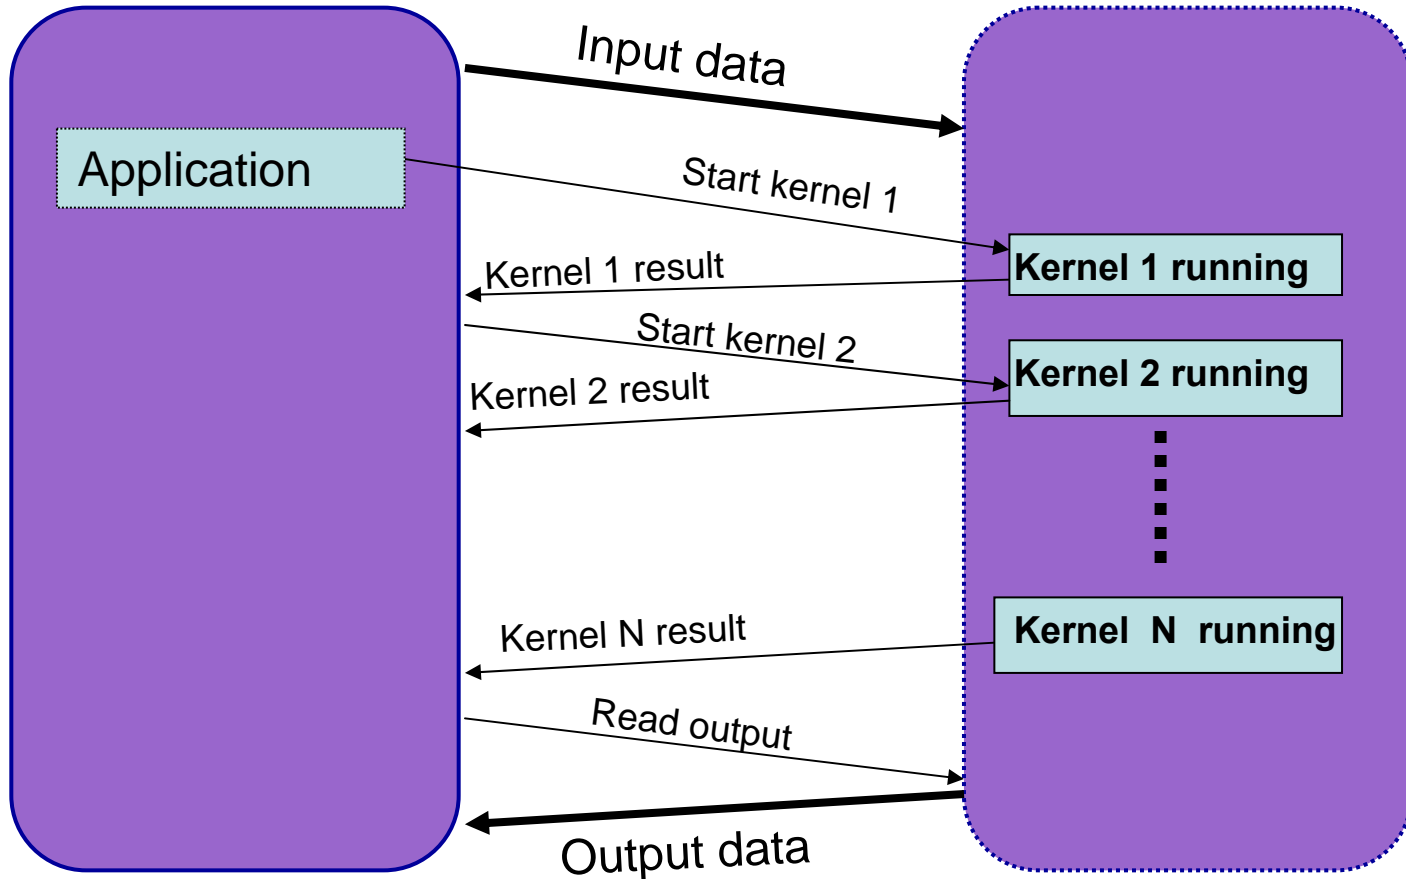 Input data
Application
Start kernel 1
Kernel 1 result
Kernel 1 running
Start kernel 2
Kernel 2 result
Kernel 2 running
Kernel N result
Kernel N running
Read output
Output data